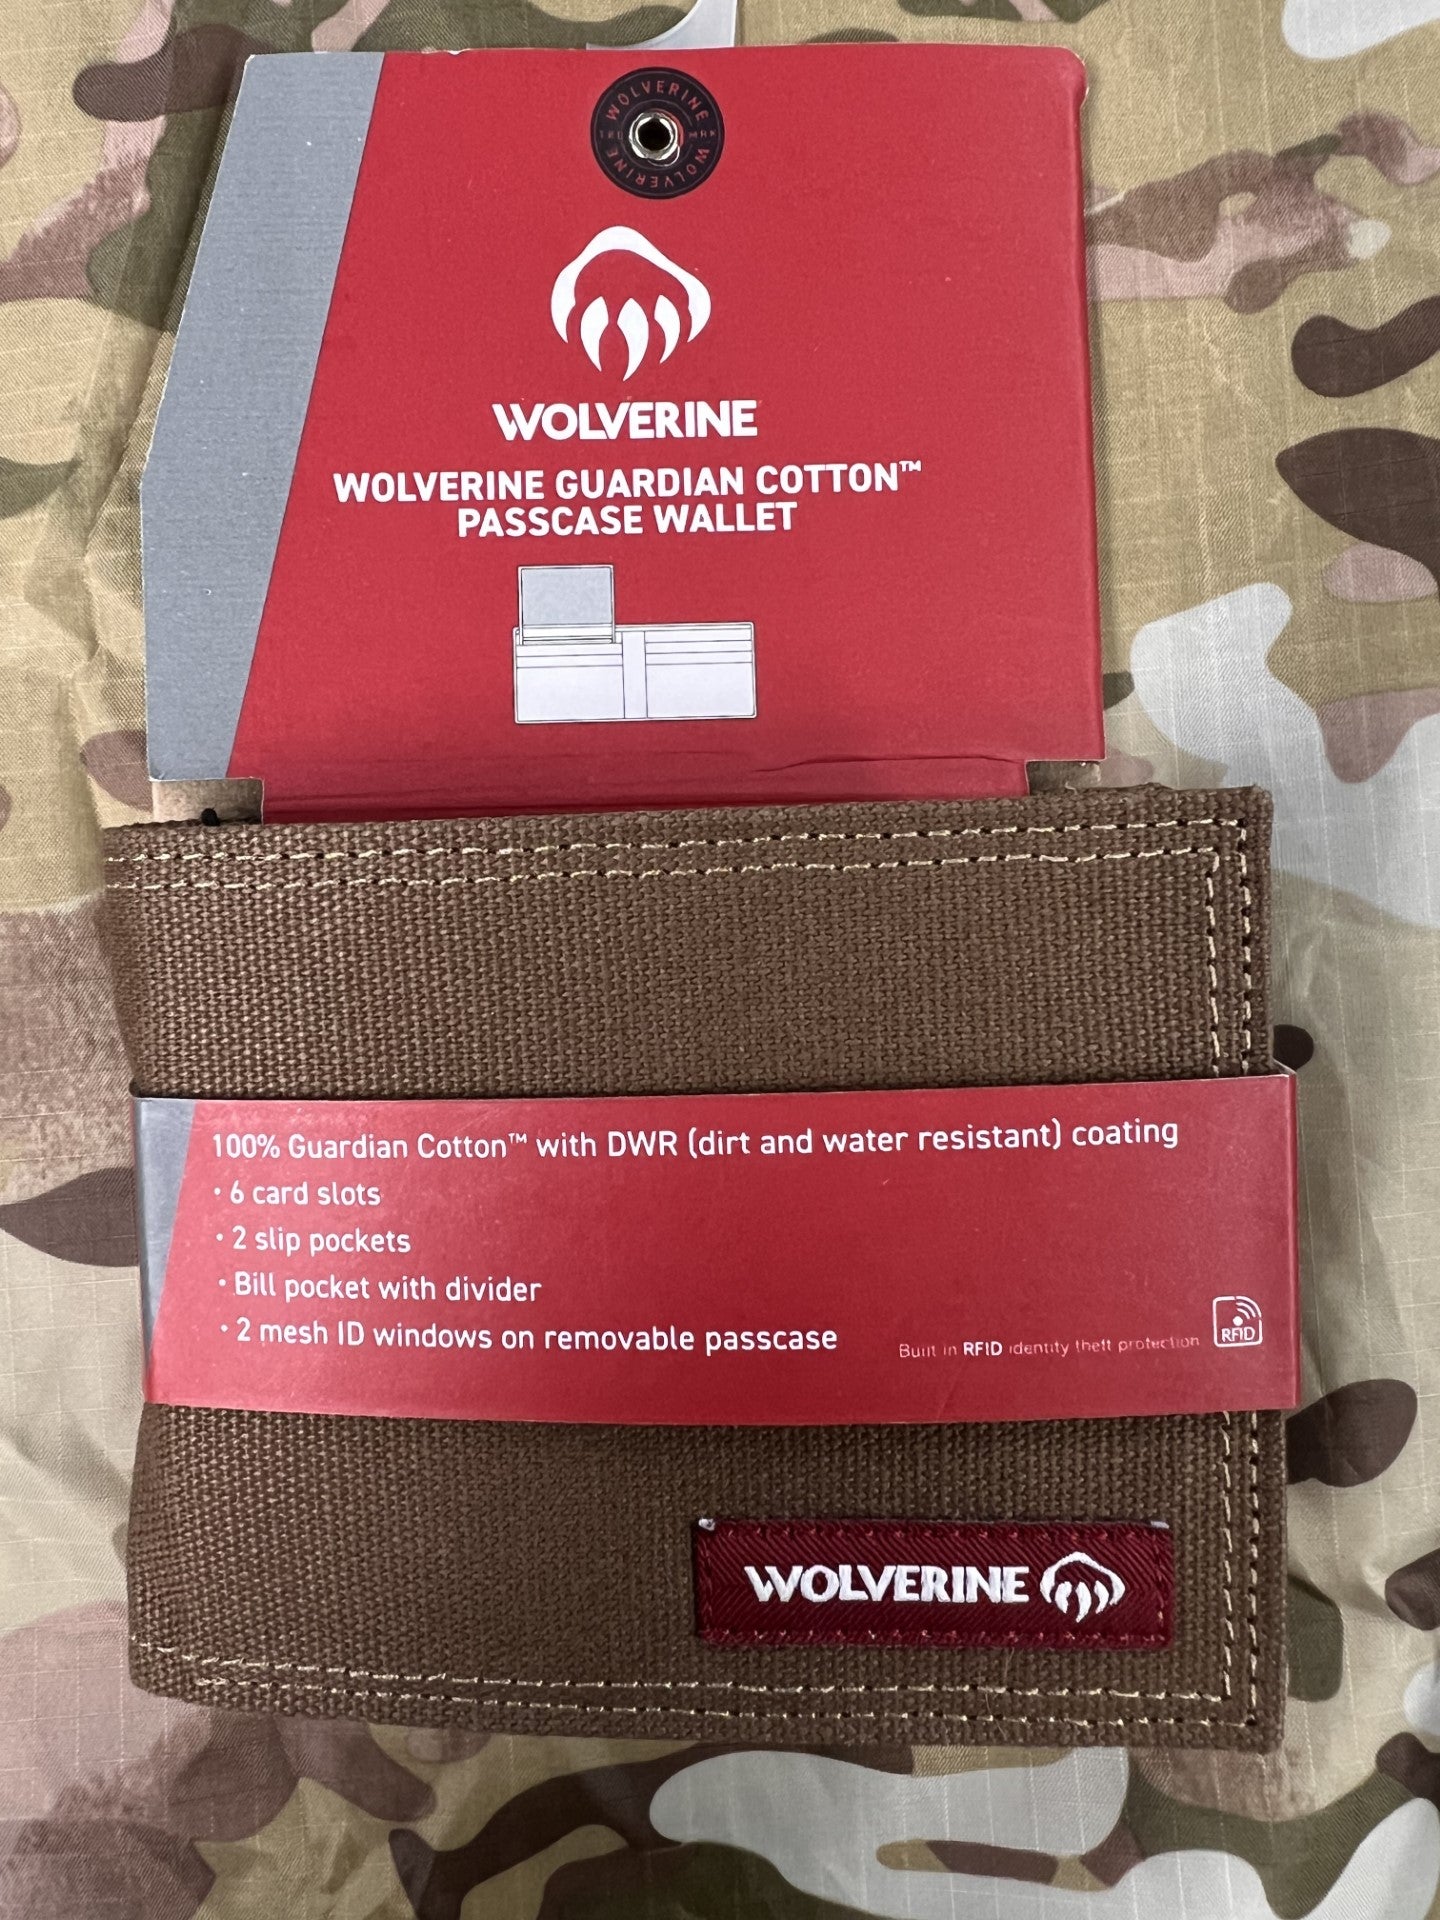 WOLVERINE
TRD MRK
WOLVERINE
WOLVERINE
WOLVERINE GUARDIAN COTTON™
PASSCASE WALLET
100% Guardian Cotton™ with DWR (dirt and water resistant) coating
• 6 card slots
• 2 slip pockets
• Bill pocket with divider
• 2 mesh ID windows on removable passcase
Built in RFID identity theft protection
RFID
WOLVERINE